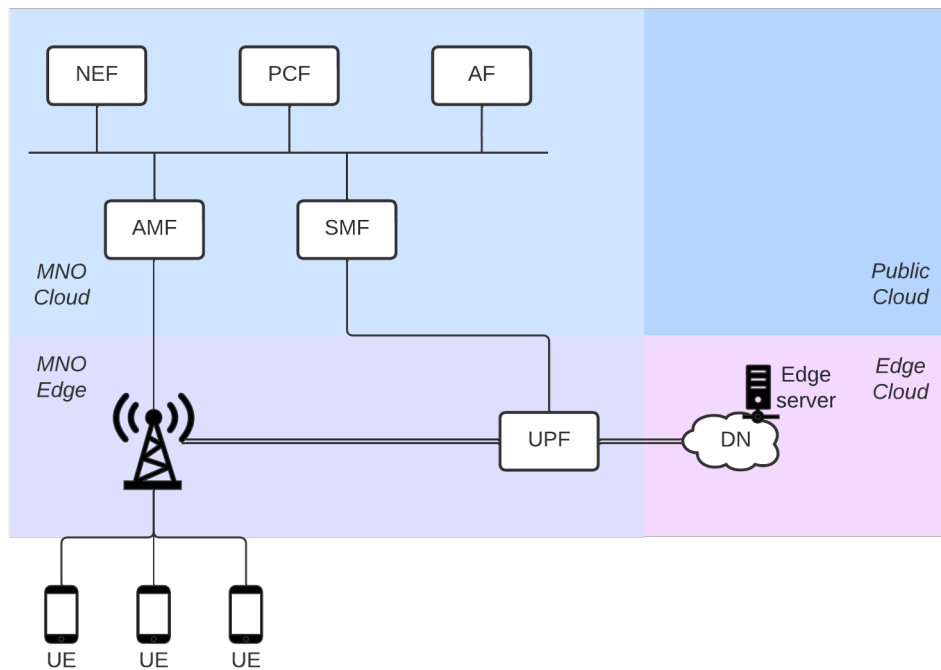 NEF
PCF
AF
AMF
SMF
MNO
Cloud
Public
Cloud
MNO
Edge
Edge
server
Edge
Cloud
UPF
DN
UE
UE
UE